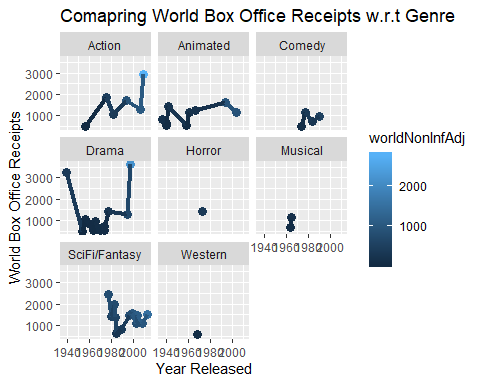 Comapring World Box Office Receipts w.r.t Genre
Action Animated Comedy
3000
2000
1000
Drama Horror Musical
3000
2000
1000
SciFi/Fantasy Western
3000
2000
1000
1940 1960 1980 2000
1940 1960 1980 2000
1940 1960 1980 2000
World Box Office Receipts
Year Released
worldNonInfAdj
2000
1000